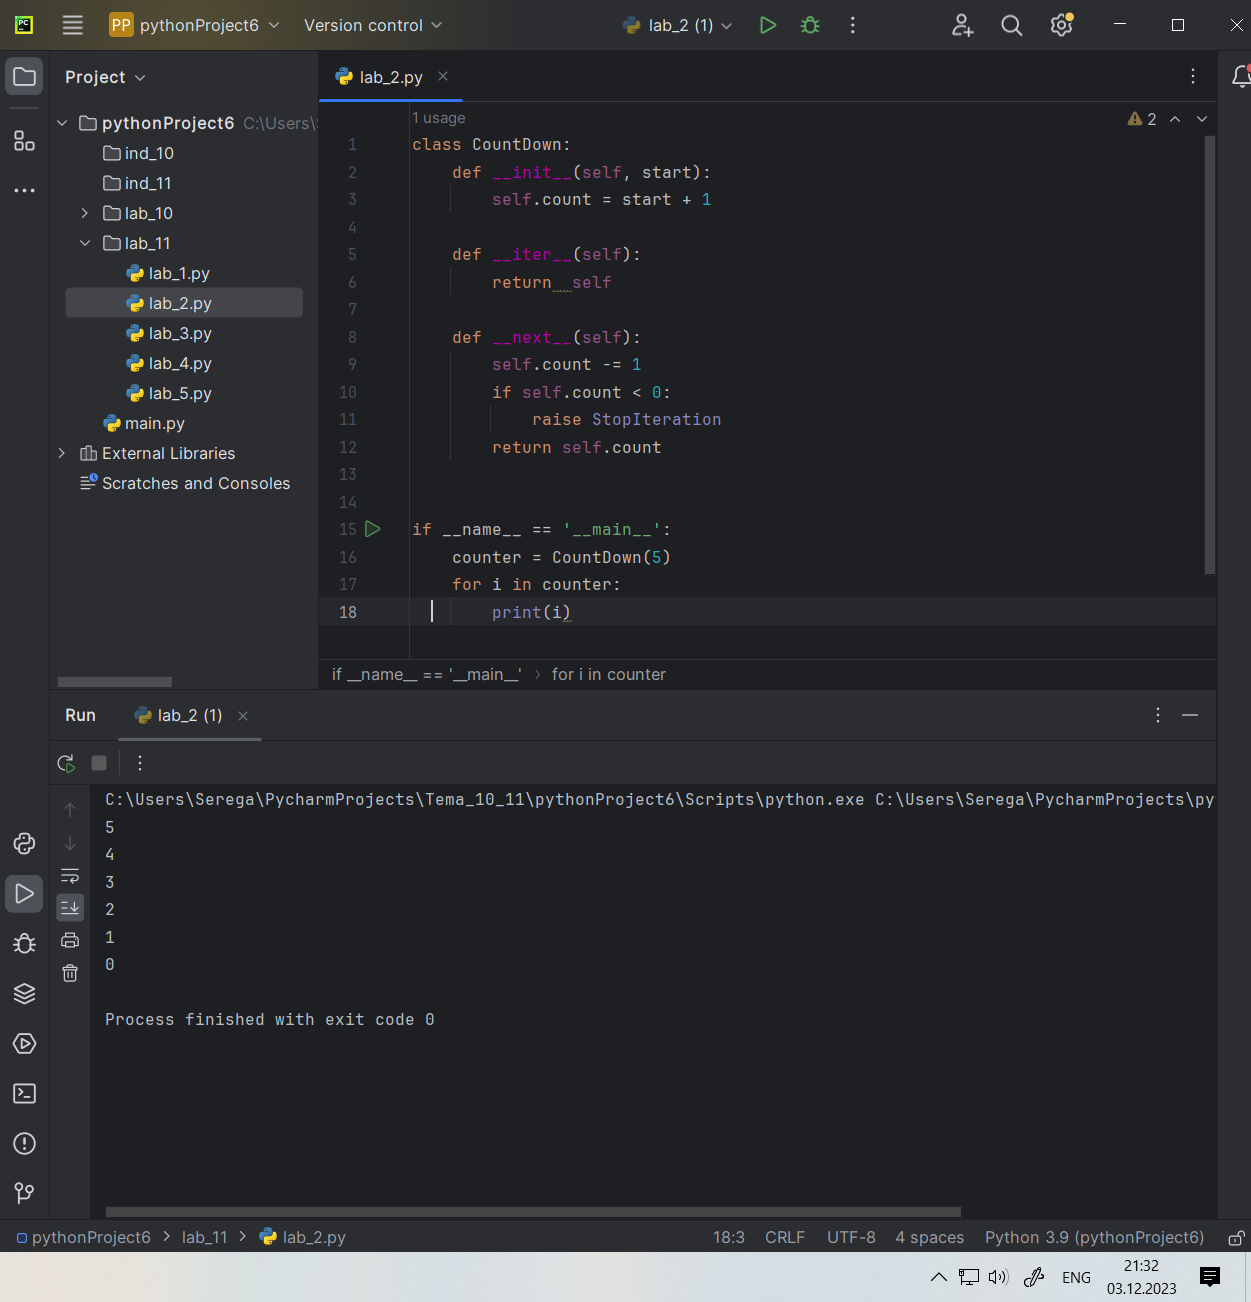 PC
PP pythonProject6 Version control lab_2 (1)
Project
pythonProject6 C:\Users\
ind_10
ind_11
lab_10
lab_11
lab_1.py
lab_2.py
lab_3.py
lab_4.py
lab_5.py
main.py
External Libraries
Scratches and Consoles
lab_2.py
1 usage
2
1 class CountDown:
2     def __init__(self, start):
3         self.count = start + 1
4
5     def __iter__(self):
6         return  self
7
8     def __next__(self):
9         self.count -= 1
10         if self.count < 0:
11             raise StopIteration
12         return self.count
13
14
15 if __name__ == '__main__':
16     counter = CountDown(5)
17     for i in counter:
18         print(i)
if __name__ == '__main__' > for i in counter
Run lab_2 (1)
C:\Users\Serega\PycharmProjects\Tema_10_11\pythonProject6\Scripts\python.exe C:\Users\Serega\PycharmProjects\py
5
4
3
2
1
0
Process finished with exit code 0
pythonProject6 > lab_11 > lab_2.py 18:3 CRLF UTF-8 4 spaces Python 3.9 (pythonProject6)
ENG
21:32
03.12.2023